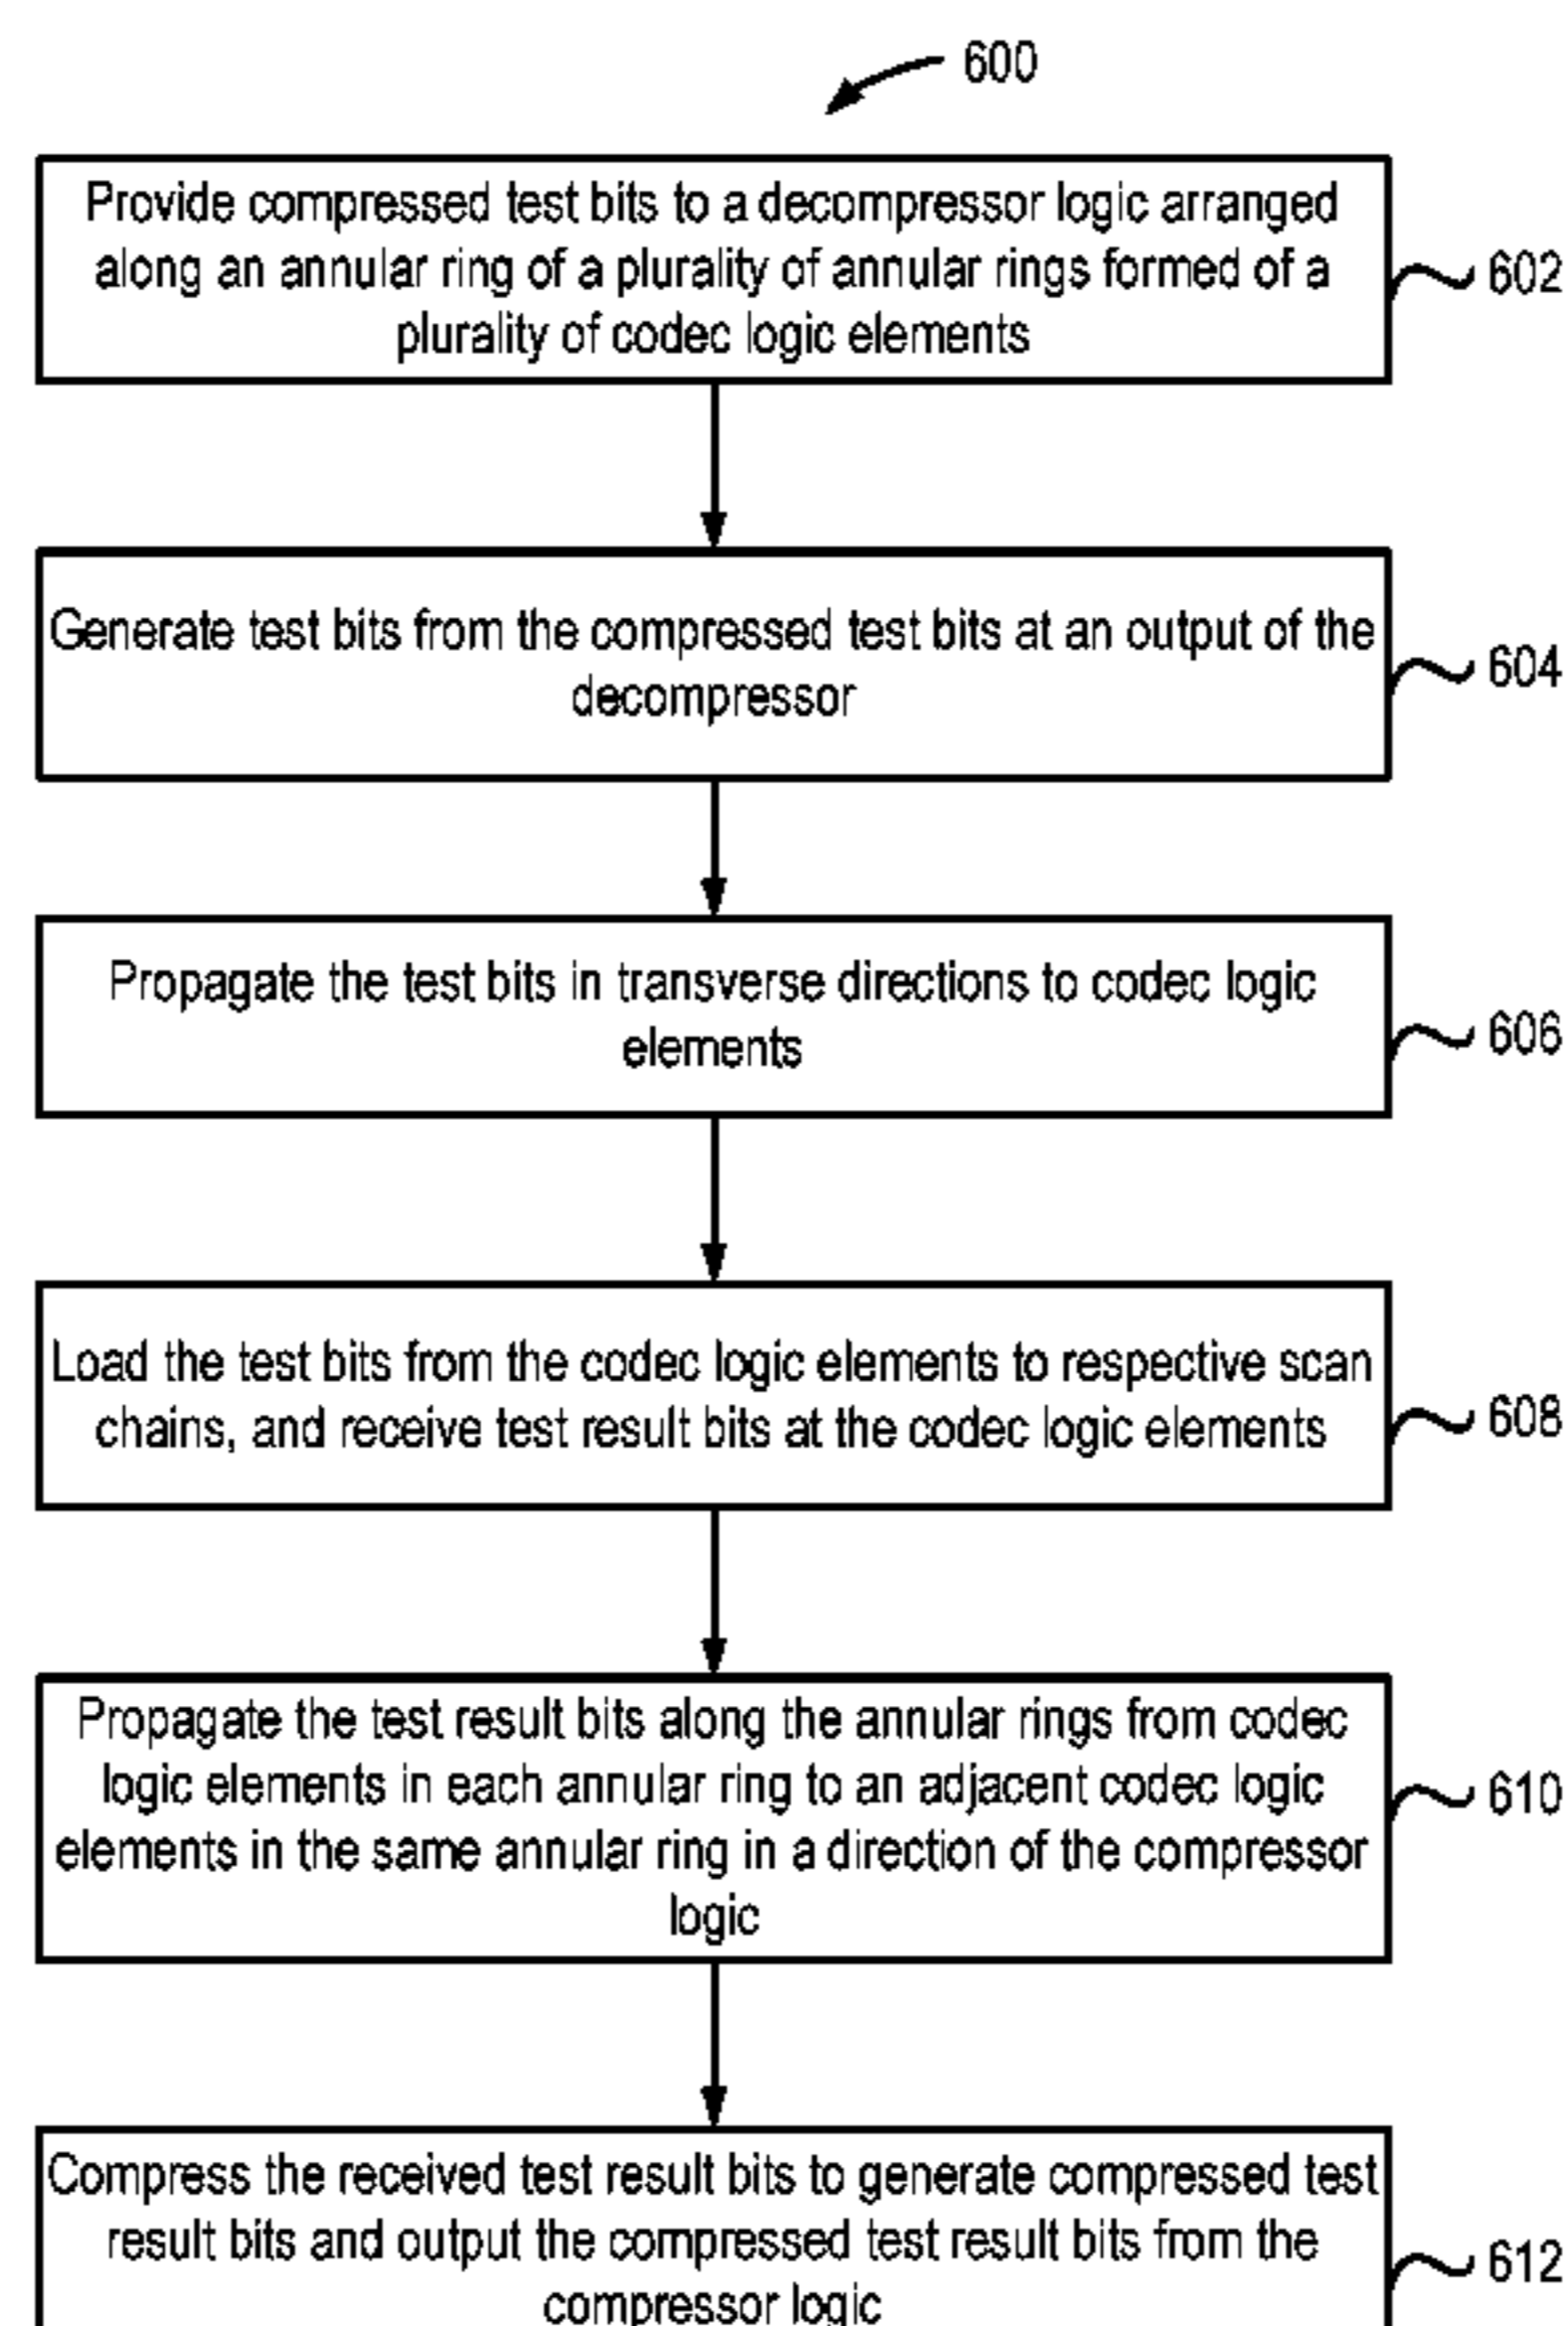 600
Provide compressed test bits to a decompressor logic arranged
along an annular ring of a plurality of annular rings formed of a
plurality of codec logic elements
602
Generate test bits from the compressed test bits at an output of the
decompressor
604
Propagate the test bits in transverse directions to codec logic
elements
606
Load the test bits from the codec logic elements to respective scan
chains, and receive test result bits at the codec logic elements
608
Propagate the test result bits along the annular rings from codec
logic elements in each annular ring to an adjacent codec logic
elements in the same annular ring in a direction of the compressor
logic
610
Compress the received test result bits to generate compressed test
result bits and output the compressed test result bits from the
compressor logic
612